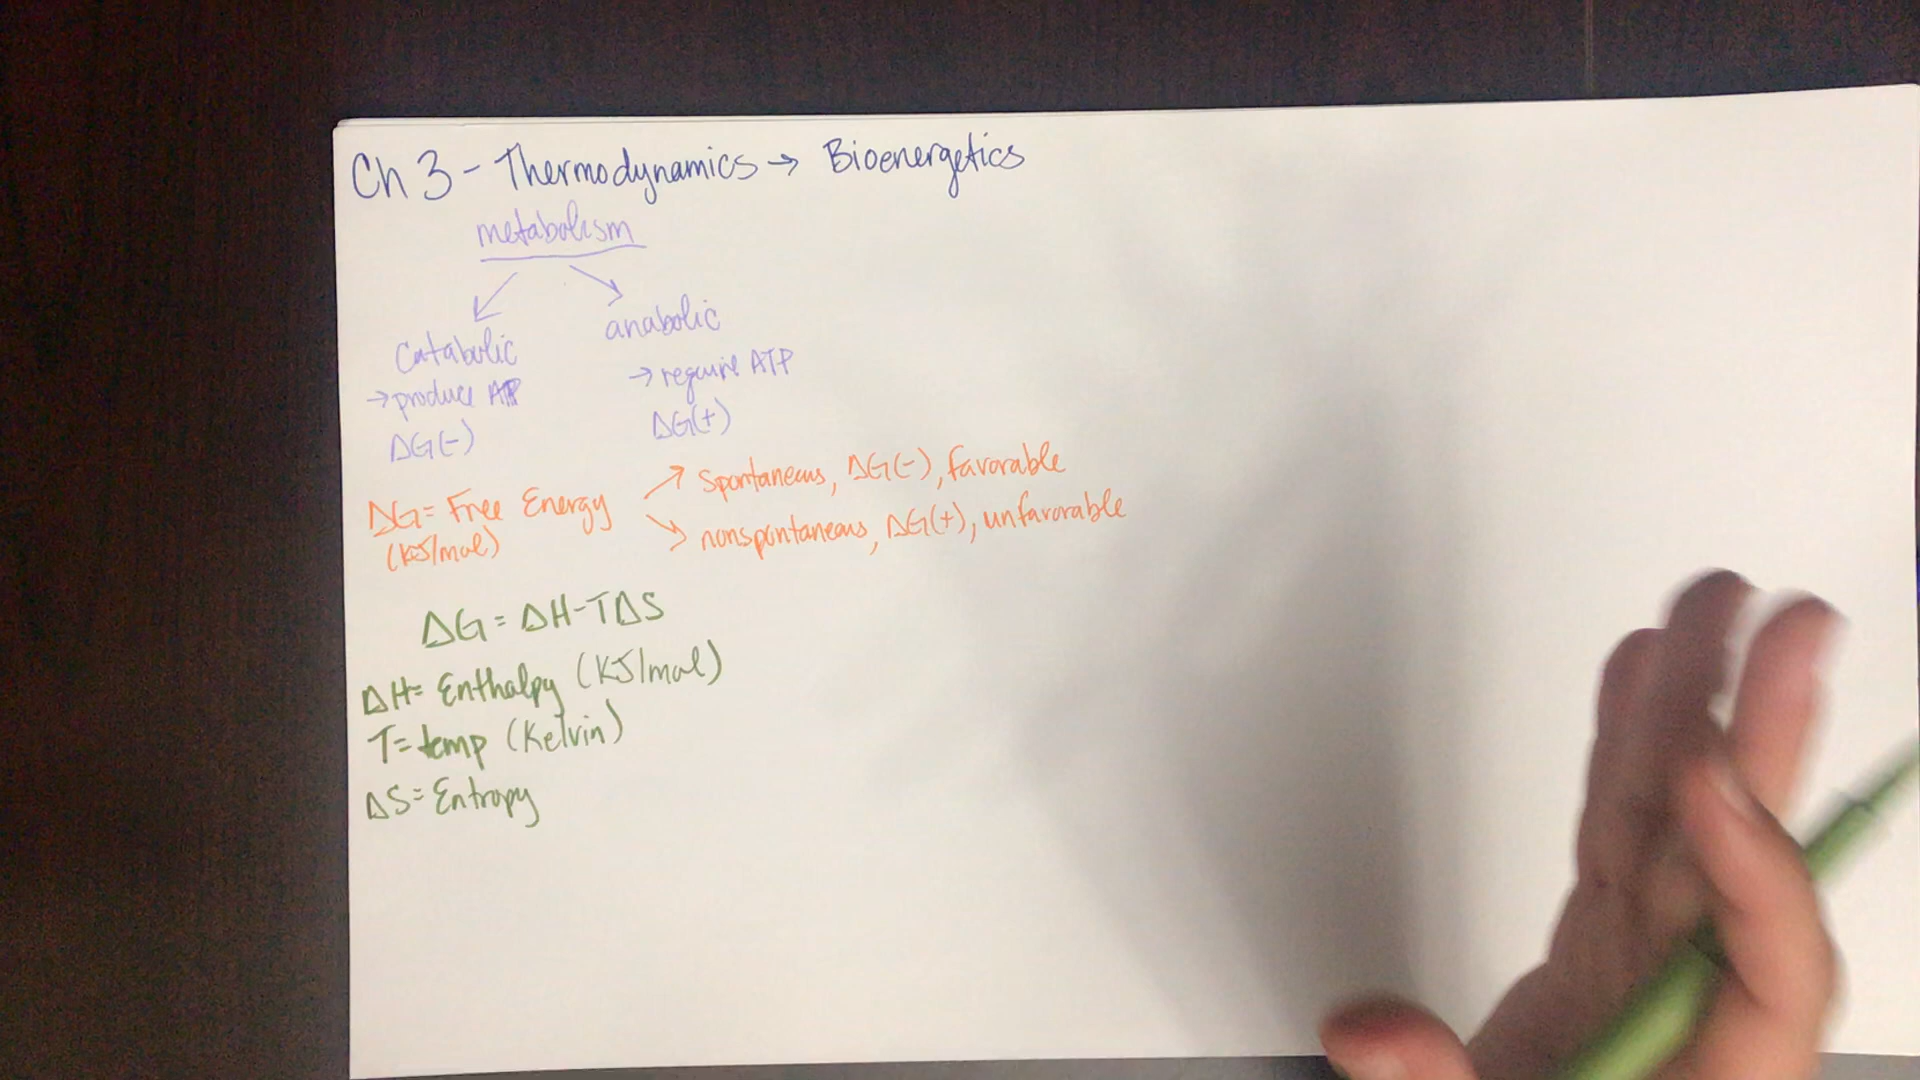 Ch 3 - Thermodynamics → Bioenergetics
metabolism
Catabolic
→ produce ATP
ΔG(-)
anabolic
→ require ATP
ΔG(+)
ΔG = Free Energy
(KJ/mol)
↗ Spontaneous, ΔG(-), favorable
↘ nonspontaneous, ΔG(+), unfavorable
ΔG = ΔH-TΔS
ΔH = Enthalpy (KJ/mol)
T = temp (Kelvin)
ΔS = Entropy